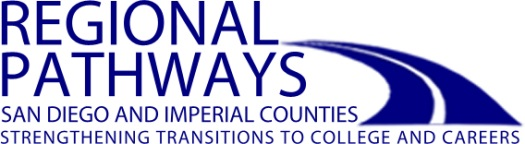 REGIONAL
PATHWAYS
SAN DIEGO AND IMPERIAL COUNTIES
STRENGTHENING TRANSITIONS TO COLLEGE AND CAREERS